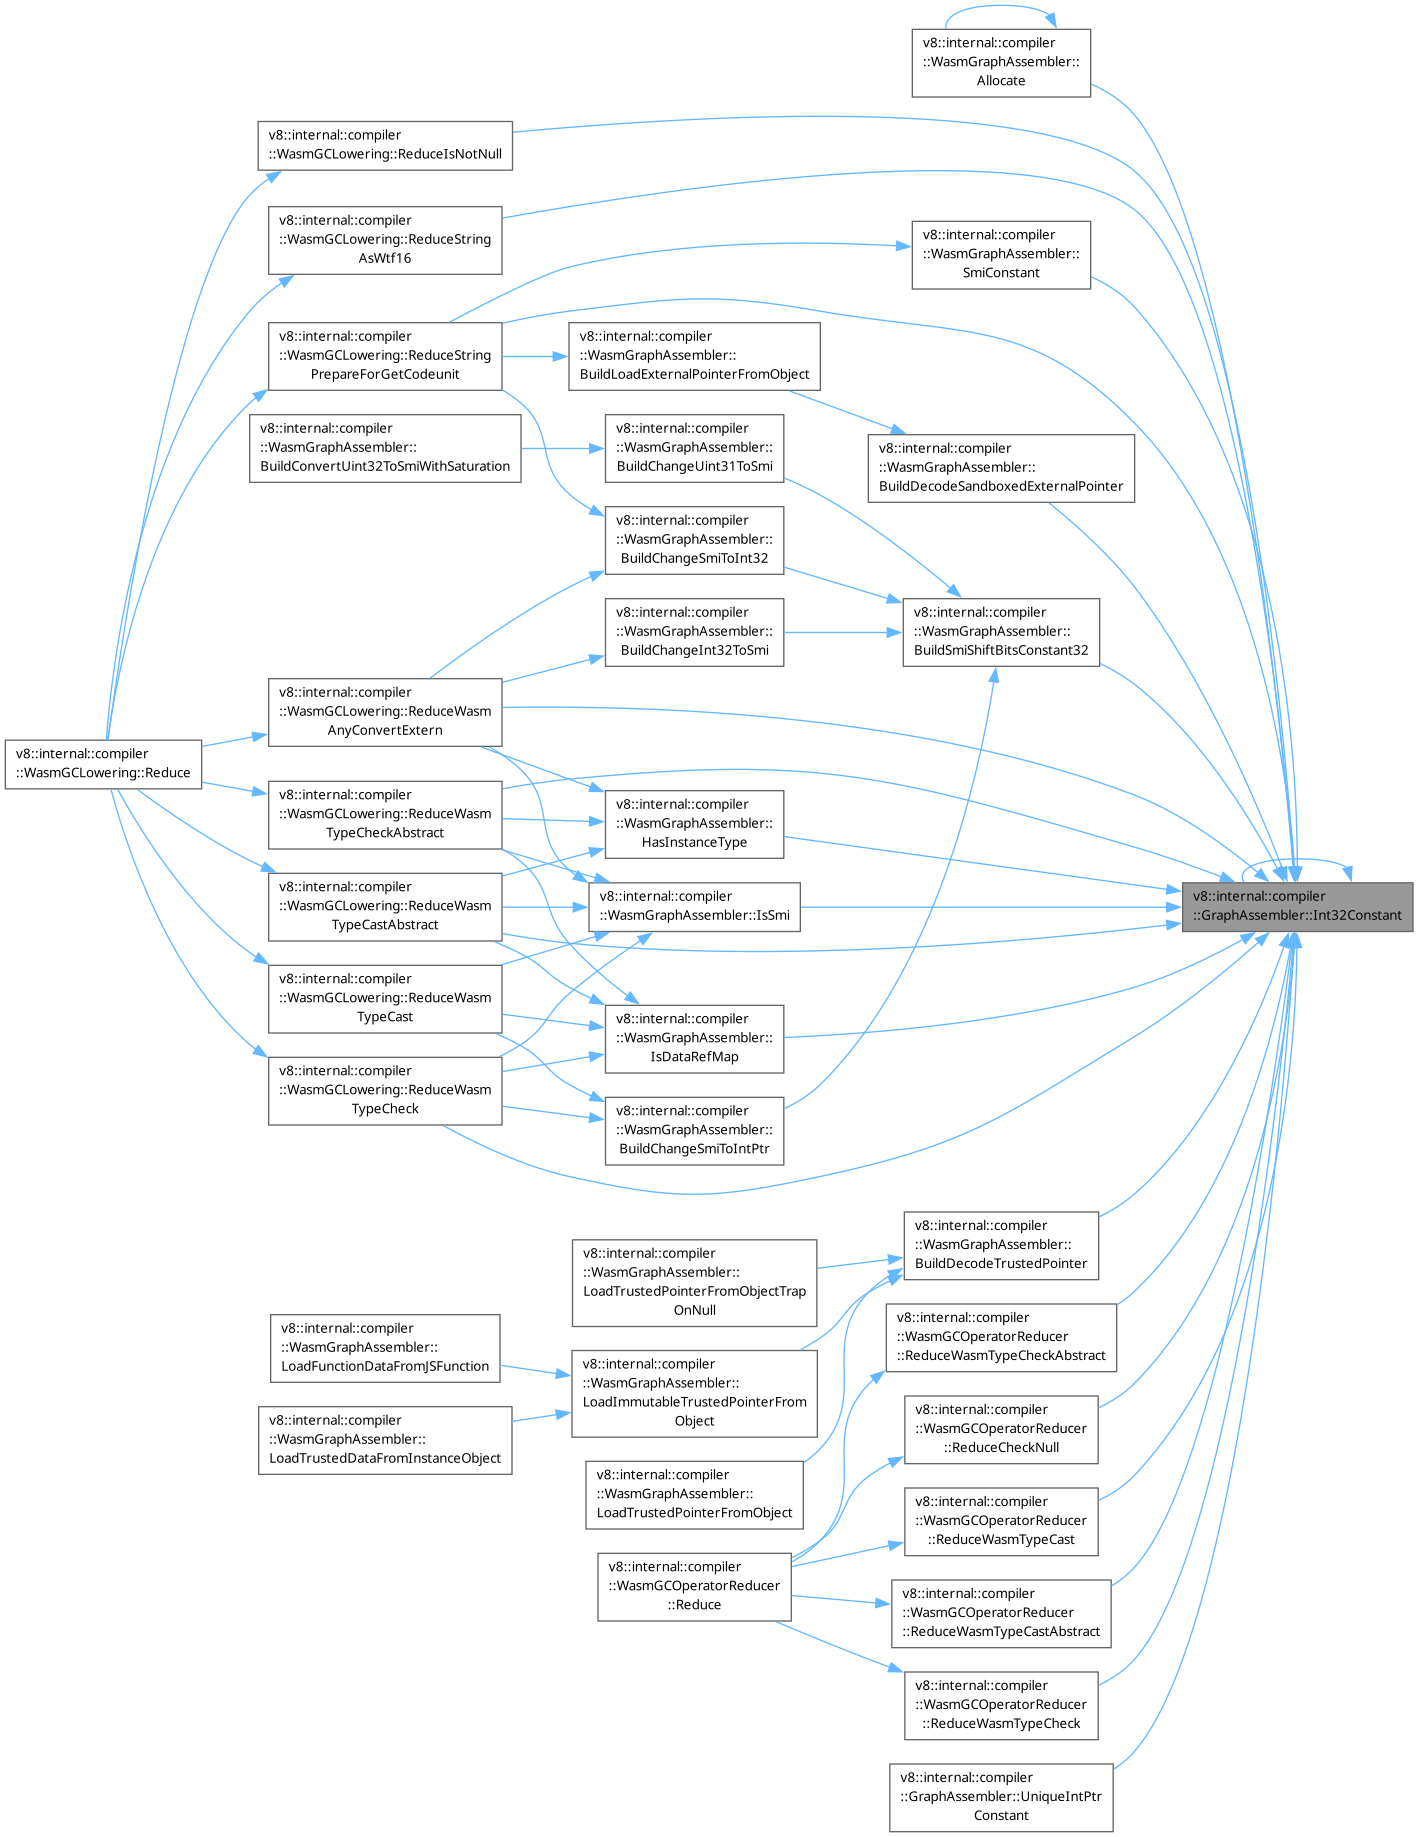 v8::internal::compiler
::WasmGraphAssembler::
Allocate
v8::internal::compiler
::WasmGCLowering::ReduceIsNotNull
v8::internal::compiler
::WasmGCLowering::ReduceString
AsWtf16
v8::internal::compiler
::WasmGraphAssembler::
SmiConstant
v8::internal::compiler
::WasmGCLowering::ReduceString
PrepareForGetCodeunit
v8::internal::compiler
::WasmGraphAssembler::
BuildLoadExternalPointerFromObject
v8::internal::compiler
::WasmGraphAssembler::
BuildConvertUint32ToSmiWithSaturation
v8::internal::compiler
::WasmGraphAssembler::
BuildChangeUint31ToSmi
v8::internal::compiler
::WasmGraphAssembler::
BuildDecodeSandboxedExternalPointer
v8::internal::compiler
::WasmGraphAssembler::
BuildChangeSmiToInt32
v8::internal::compiler
::WasmGraphAssembler::
BuildChangeInt32ToSmi
v8::internal::compiler
::WasmGraphAssembler::
BuildSmiShiftBitsConstant32
v8::internal::compiler
::WasmGCLowering::ReduceWasm
AnyConvertExtern
v8::internal::compiler
::WasmGCLowering::Reduce
v8::internal::compiler
::WasmGCLowering::ReduceWasm
TypeCheckAbstract
v8::internal::compiler
::WasmGraphAssembler::
HasInstanceType
v8::internal::compiler
::WasmGCLowering::ReduceWasm
TypeCastAbstract
v8::internal::compiler
::WasmGraphAssembler::IsSmi
v8::internal::compiler
::GraphAssembler::Int32Constant
v8::internal::compiler
::WasmGCLowering::ReduceWasm
TypeCast
v8::internal::compiler
::WasmGraphAssembler::
IsDataRefMap
v8::internal::compiler
::WasmGCLowering::ReduceWasm
TypeCheck
v8::internal::compiler
::WasmGraphAssembler::
BuildChangeSmiToIntPtr
v8::internal::compiler
::WasmGraphAssembler::
BuildDecodeTrustedPointer
v8::internal::compiler
::WasmGraphAssembler::
LoadTrustedPointerFromObjectTrap
OnNull
v8::internal::compiler
::WasmGCOperatorReducer
::ReduceWasmTypeCheckAbstract
v8::internal::compiler
::WasmGraphAssembler::
LoadFunctionDataFromJSFunction
v8::internal::compiler
::WasmGraphAssembler::
LoadImmutableTrustedPointerFrom
Object
v8::internal::compiler
::WasmGCOperatorReducer
::ReduceCheckNull
v8::internal::compiler
::WasmGraphAssembler::
LoadTrustedDataFromInstanceObject
v8::internal::compiler
::WasmGraphAssembler::
LoadTrustedPointerFromObject
v8::internal::compiler
::WasmGCOperatorReducer
::ReduceWasmTypeCast
v8::internal::compiler
::WasmGCOperatorReducer
::Reduce
v8::internal::compiler
::WasmGCOperatorReducer
::ReduceWasmTypeCastAbstract
v8::internal::compiler
::WasmGCOperatorReducer
::ReduceWasmTypeCheck
v8::internal::compiler
::GraphAssembler::UniqueIntPtr
Constant